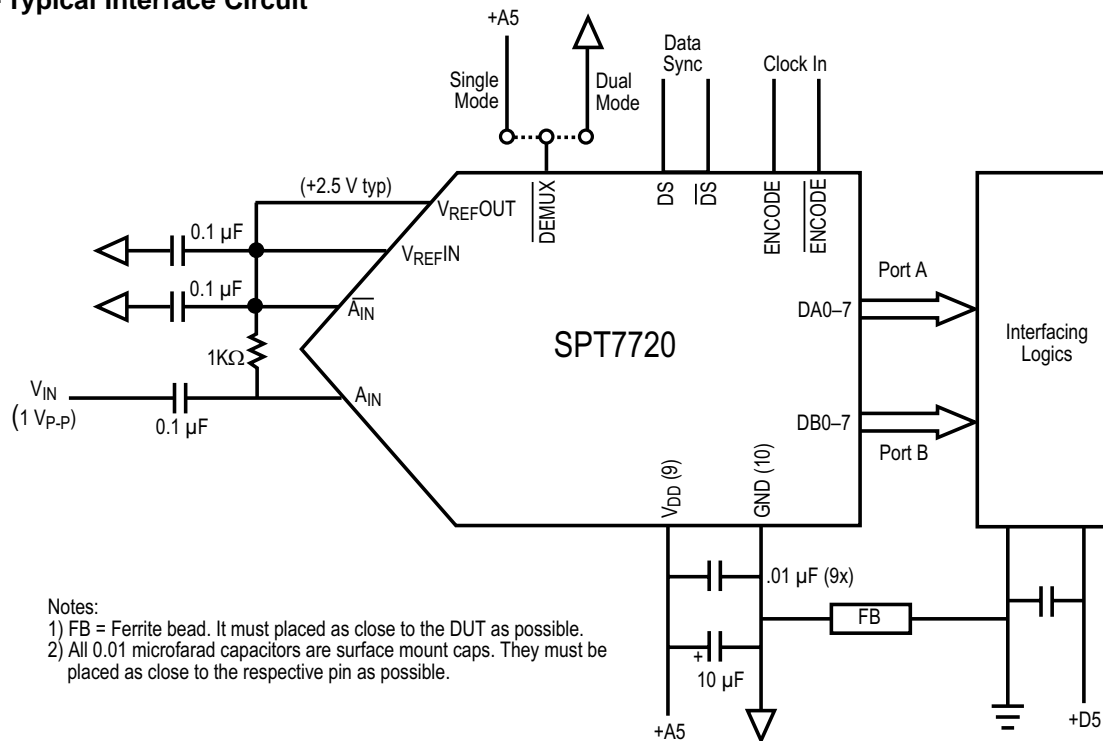 Typical Interface Circuit
+A5
Single
Mode
Dual
Mode
Data
Sync
Clock In
(+2.5 V typ)
VREFOUT
VREFIN
A̅I̅N̅
AIN
D̅E̅M̅U̅X̅
DS
D̅S̅
ENCODE
E̅N̅C̅O̅D̅E̅
0.1 µF
0.1 µF
1KΩ
VIN
(1 VP-P)
0.1 µF
SPT7720
DA0–7
Port A
DB0–7
Port B
Interfacing
Logics
VDD (9)
GND (10)
.01 µF (9x)
FB
+
10 µF
+A5
+D5
Notes:
1) FB = Ferrite bead. It must placed as close to the DUT as possible.
2) All 0.01 microfarad capacitors are surface mount caps. They must be
placed as close to the respective pin as possible.